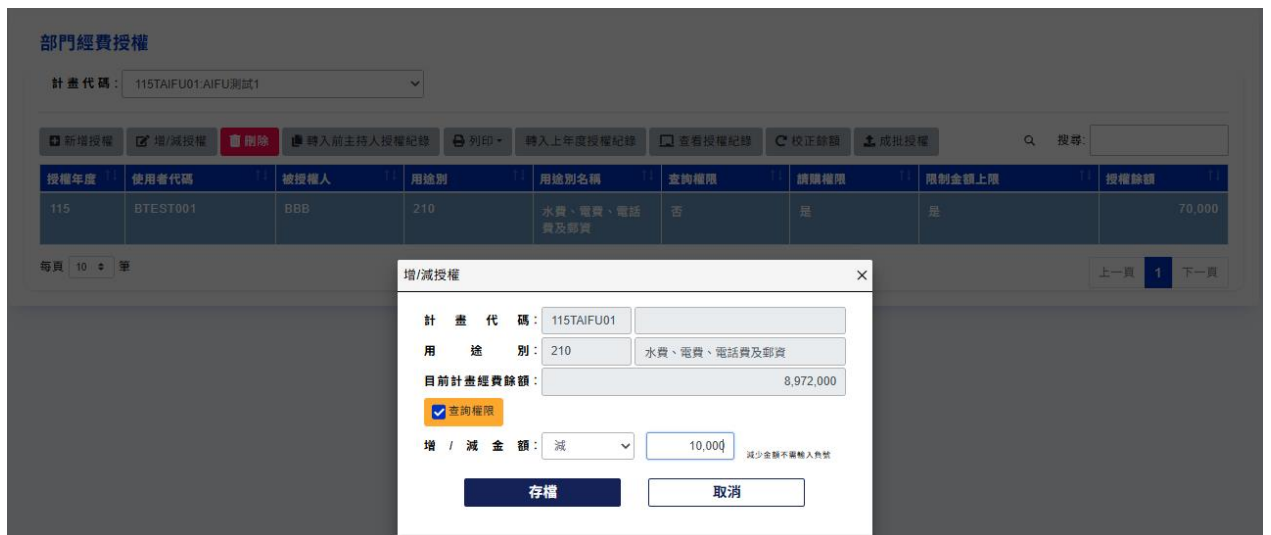 部門經費授權
計畫代碼： 115TAIFU01:AIFU測試1
新增授權 增/減授權 刪除 轉入前主持人授權紀錄 列印 轉入上年度授權紀錄 查看授權紀錄 校正餘額 成批授權 搜尋:
授權年度 使用者代碼 被授權人 用途別 用途別名稱 查詢權限 請購權限 限制金額上限 授權餘額
115 BTEST001 BBB 210 水費、電費、電話 否 是 是 70,000
費及郵資
每頁 10 筆 上一頁 1 下一頁
增/減授權
計畫代碼： 115TAIFU01
用途別： 210 水費、電費、電話費及郵資
目前計畫經費餘額： 8,972,000
查詢權限
增/減金額： 減 10,000 減少金額不需輸入負號
存檔 取消